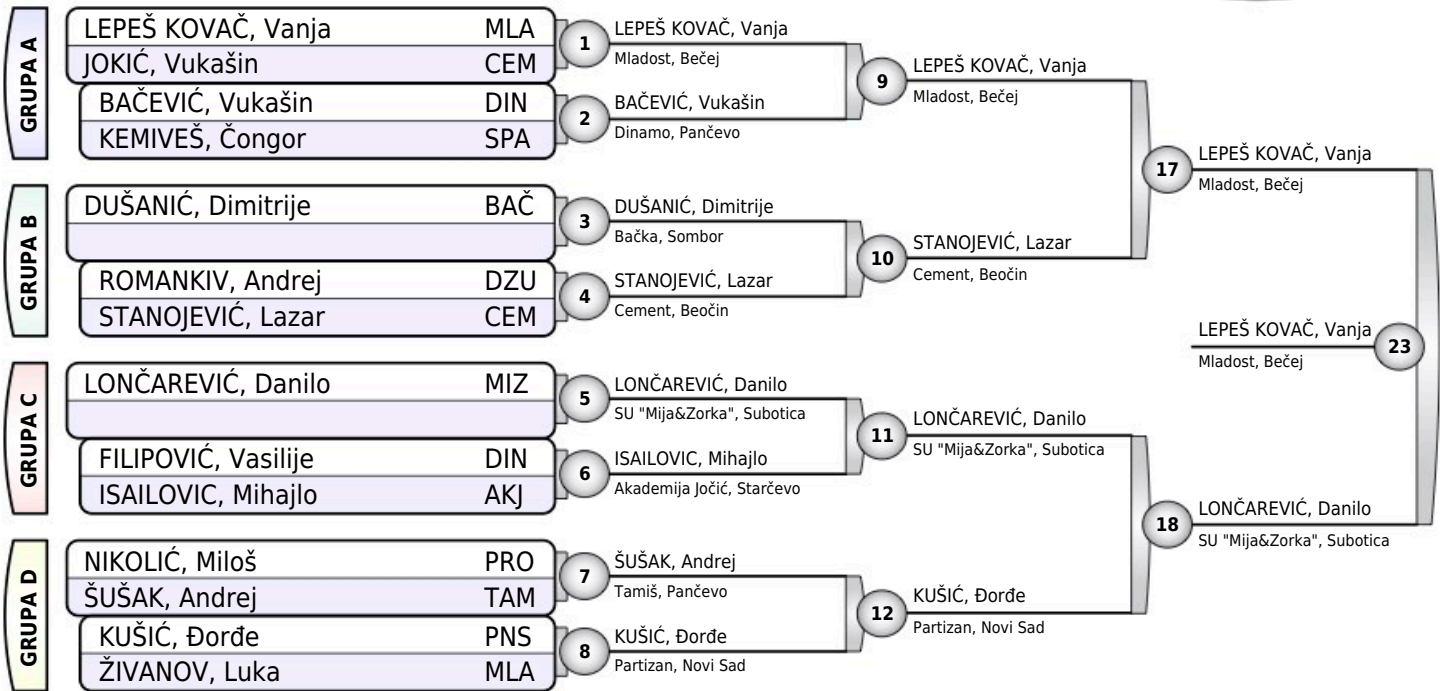 GRUPA A
LEPEŠ KOVAČ, Vanja MLA
JOKIĆ, Vukašin CEM
BAČEVIĆ, Vukašin DIN
KEMIVEŠ, Čongor SPA
GRUPA B
DUŠANIĆ, Dimitrije BAČ
ROMANKIV, Andrej DZU
STANOJEVIĆ, Lazar CEM
GRUPA C
LONČAREVIĆ, Danilo MIZ
FILIPOVIĆ, Vasilije DIN
ISAILOVIC, Mihajlo AKJ
GRUPA D
NIKOLIĆ, Miloš PRO
ŠUŠAK, Andrej TAM
KUŠIĆ, Đorđe PNS
ŽIVANOV, Luka MLA
1
LEPEŠ KOVAČ, Vanja
Mladost, Bečej
2
BAČEVIĆ, Vukašin
Dinamo, Pančevo
3
DUŠANIĆ, Dimitrije
Bačka, Sombor
4
STANOJEVIĆ, Lazar
Cement, Beočin
5
LONČAREVIĆ, Danilo
SU "Mija&Zorka", Subotica
6
ISAILOVIC, Mihajlo
Akademija Jočić, Starčevo
7
ŠUŠAK, Andrej
Tamiš, Pančevo
8
KUŠIĆ, Đorđe
Partizan, Novi Sad
9
LEPEŠ KOVAČ, Vanja
Mladost, Bečej
10
STANOJEVIĆ, Lazar
Cement, Beočin
11
LONČAREVIĆ, Danilo
SU "Mija&Zorka", Subotica
12
KUŠIĆ, Đorđe
Partizan, Novi Sad
17
LEPEŠ KOVAČ, Vanja
Mladost, Bečej
18
LONČAREVIĆ, Danilo
SU "Mija&Zorka", Subotica
LEPEŠ KOVAČ, Vanja
Mladost, Bečej
23